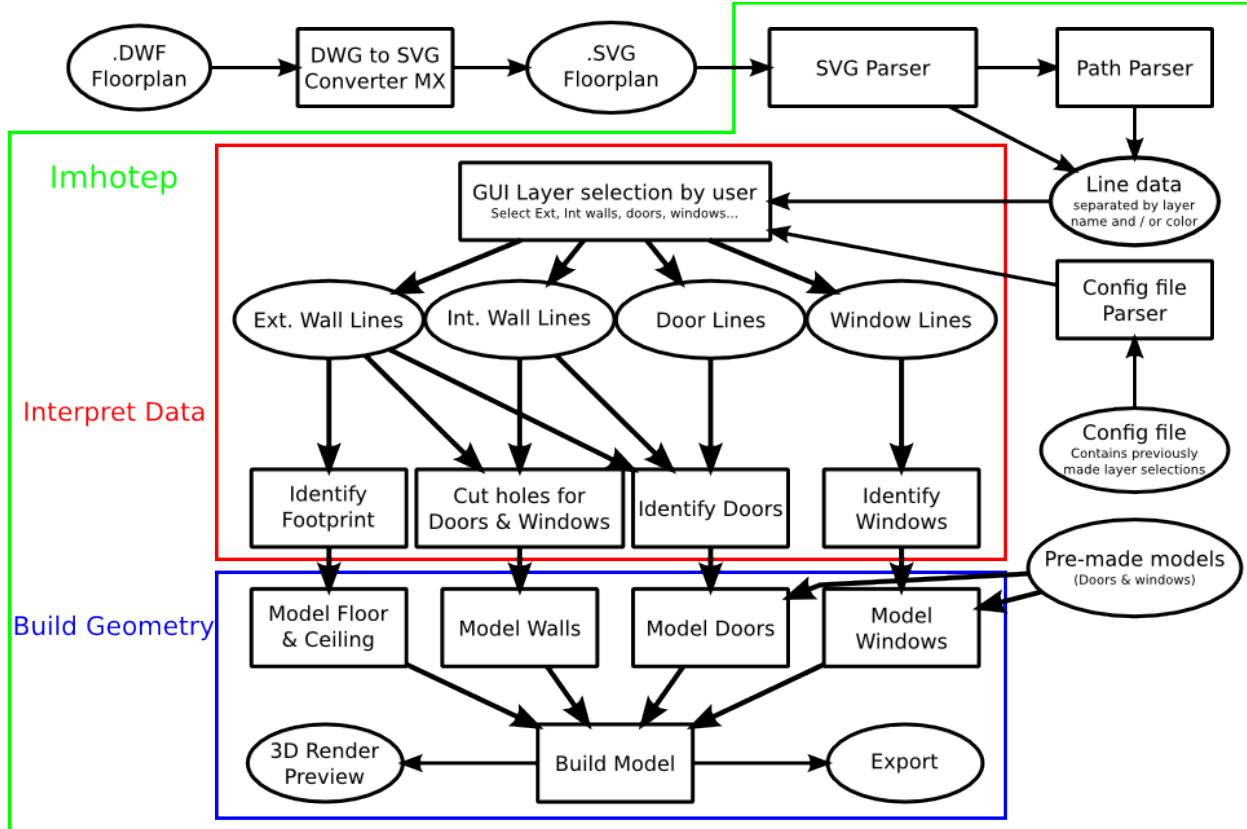 .DWF
Floorplan
DWG to SVG
Converter MX
.SVG
Floorplan
SVG Parser
Path Parser
Imhotep
GUI Layer selection by user
Select Ext, Int walls, doors, windows...
Line data
separated by layer
name and / or color
Config file
Parser
Ext. Wall Lines
Int. Wall Lines
Door Lines
Window Lines
Interpret Data
Config file
Contains previously
made layer selections
Identify
Footprint
Cut holes for
Doors & Windows
Identify Doors
Identify
Windows
Pre-made models
(Doors & windows)
Build Geometry
Model Floor
& Ceiling
Model Walls
Model Doors
Model
Windows
3D Render
Preview
Build Model
Export